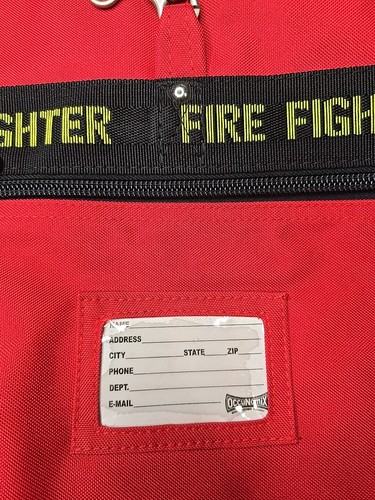 GHTER FIRE FIGH
NAME
ADDRESS
CITY STATE ZIP
PHONE
DEPT.
E-MAIL
OccuNomiX